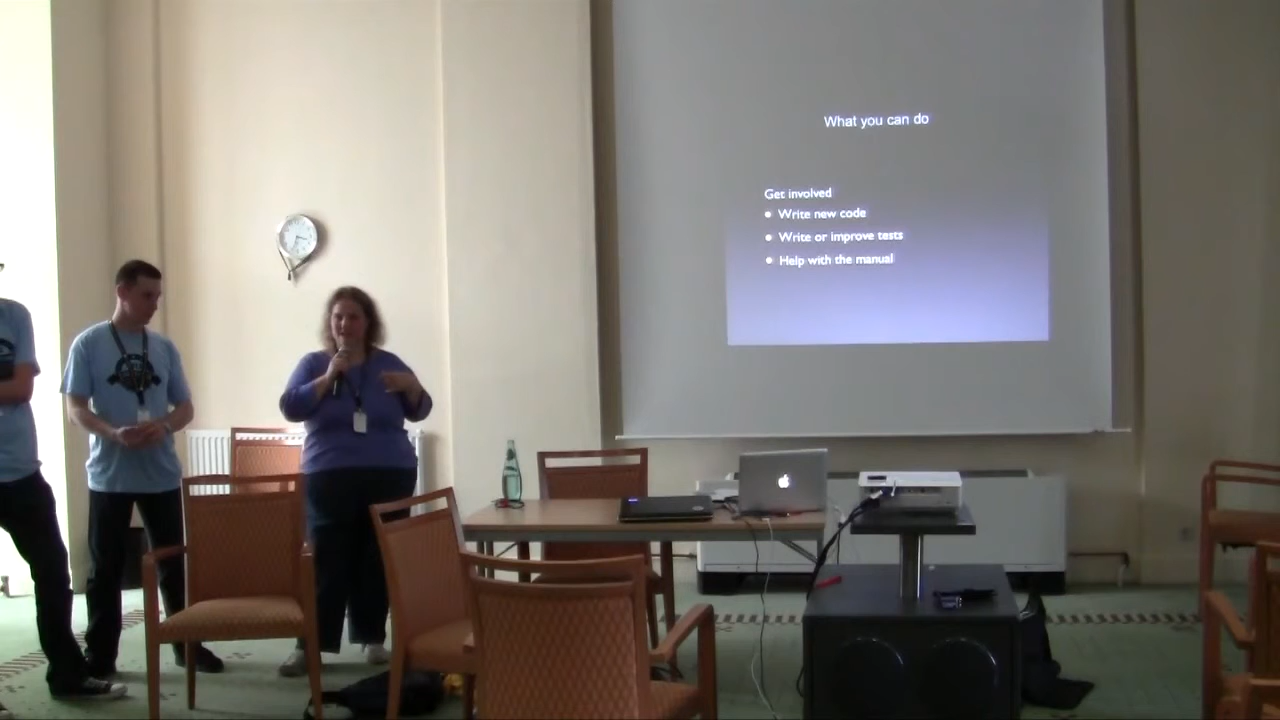 What you can do
Get involved
Write new code
Write or improve tests
Help with the manual